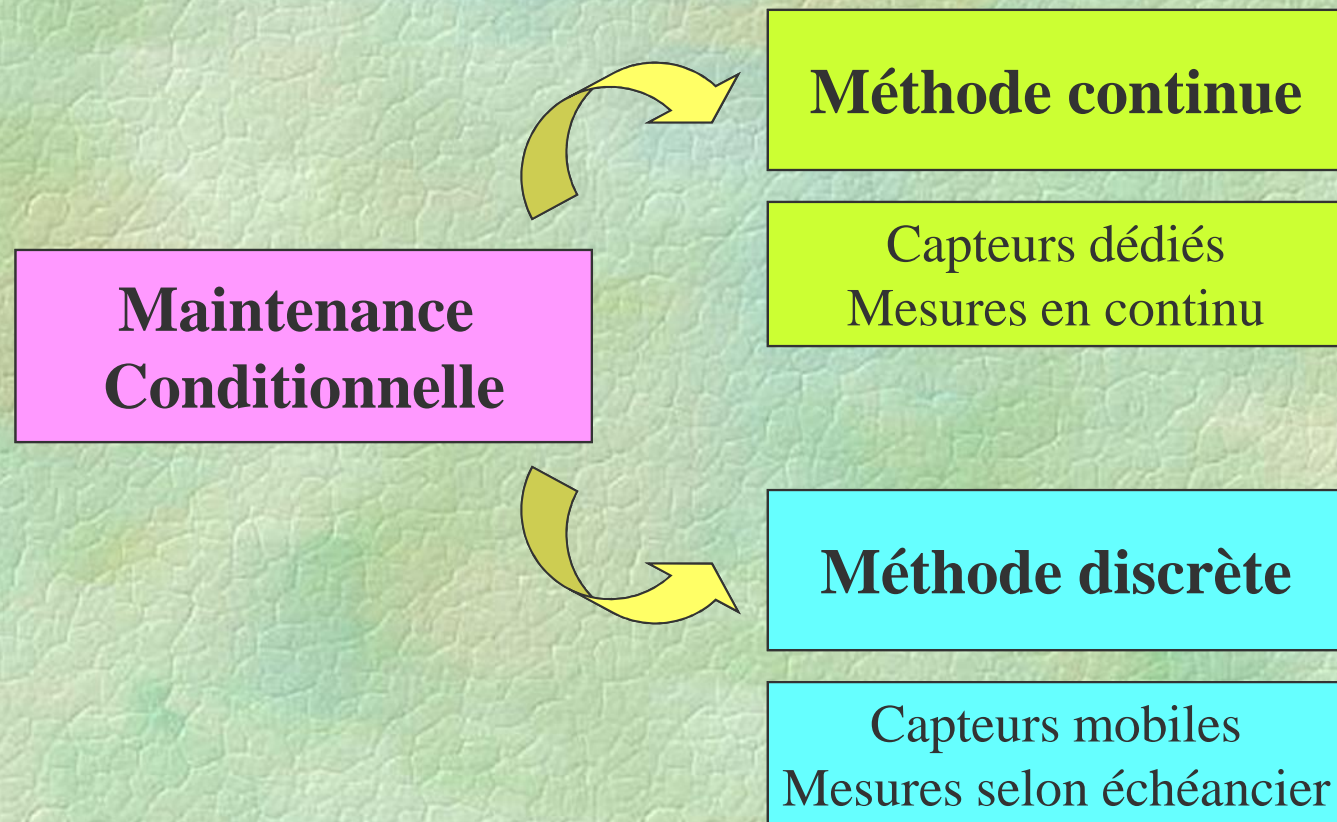 Maintenance
Conditionnelle
Méthode continue
Capteurs dédiés
Mesures en continu
Méthode discrète
Capteurs mobiles
Mesures selon échéancier